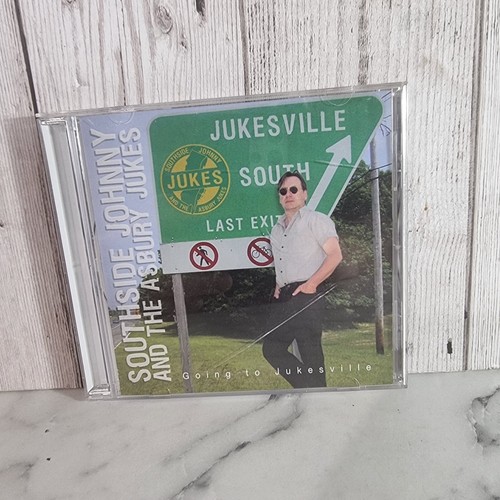 SOUTHSIDE JOHNNY
AND THE ASBURY JUKES
JUKESVILLE
SOUTHSIDE JOHNNY
JUKES
AND THE ASBURY JUKES
SOUTH
LAST EXIT
Going to Jukesville